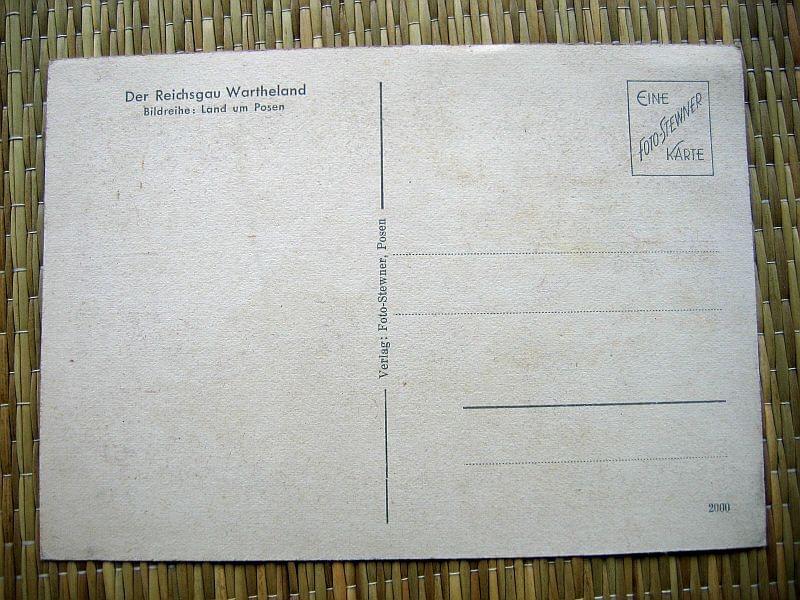 Der Reichsgau Wartheland
Bildreihe: Land um Posen
EINE
FOTO-STEWNER
KARTE
Verlag: Foto-Stewner, Posen
2000